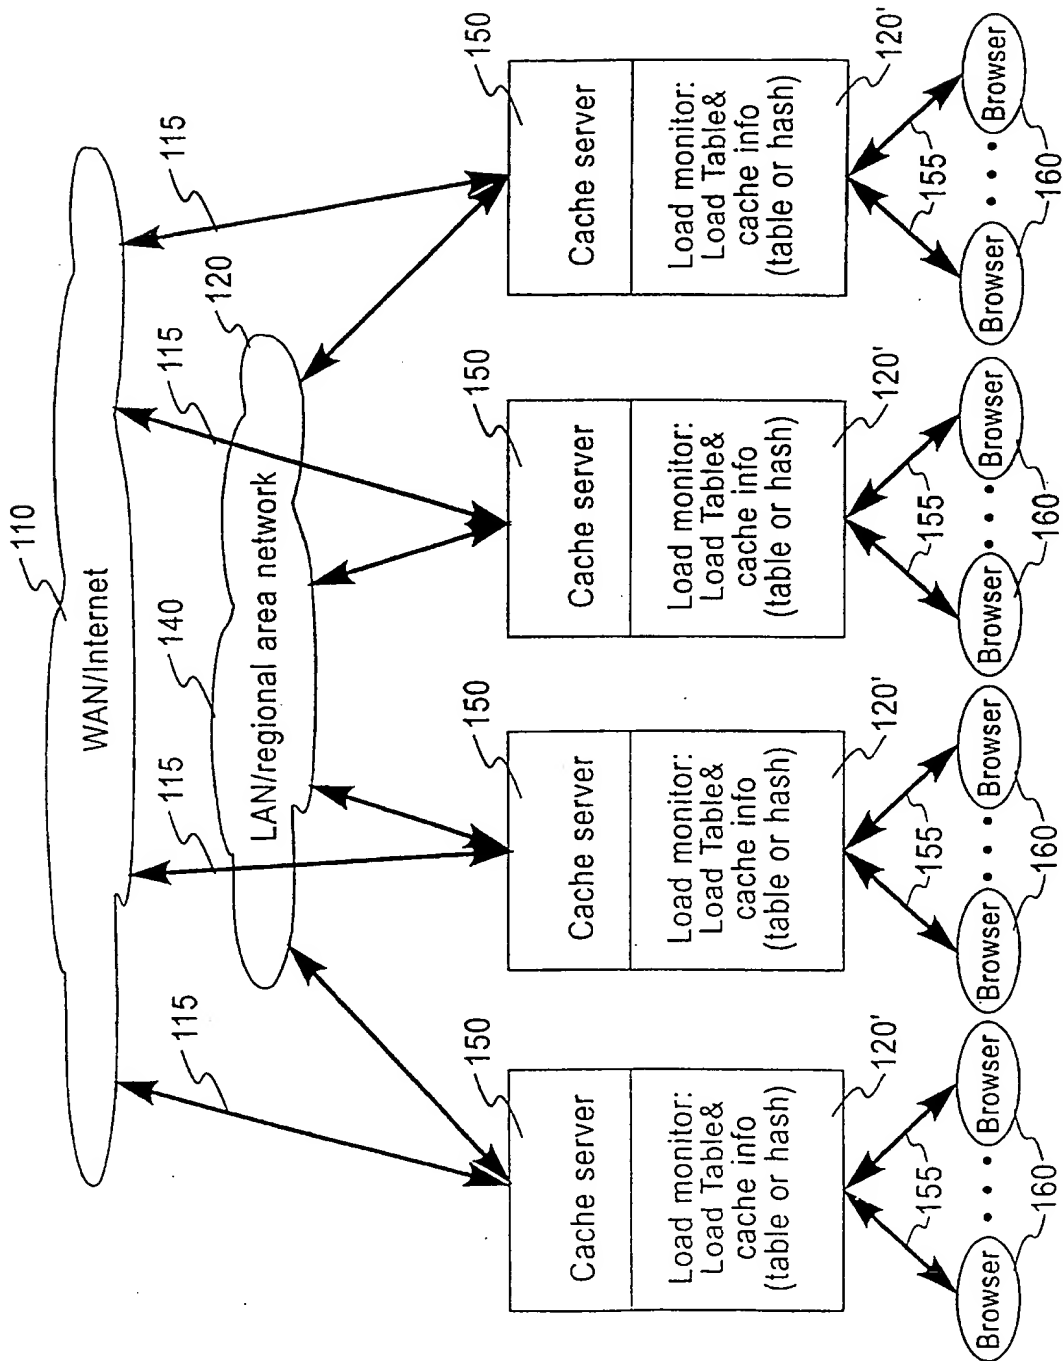 110
WAN/Internet
115
115
115
115
140
120
LAN/regional area network
150
150
150
150
Cache server
Load monitor:
Load Table&
cache info
(table or hash)
120'
Cache server
Load monitor:
Load Table&
cache info
(table or hash)
120'
Cache server
Load monitor:
Load Table&
cache info
(table or hash)
120'
Cache server
Load monitor:
Load Table&
cache info
(table or hash)
120'
155
155
155
155
Browser
Browser
Browser
Browser
Browser
Browser
Browser
Browser
160
160
160
160